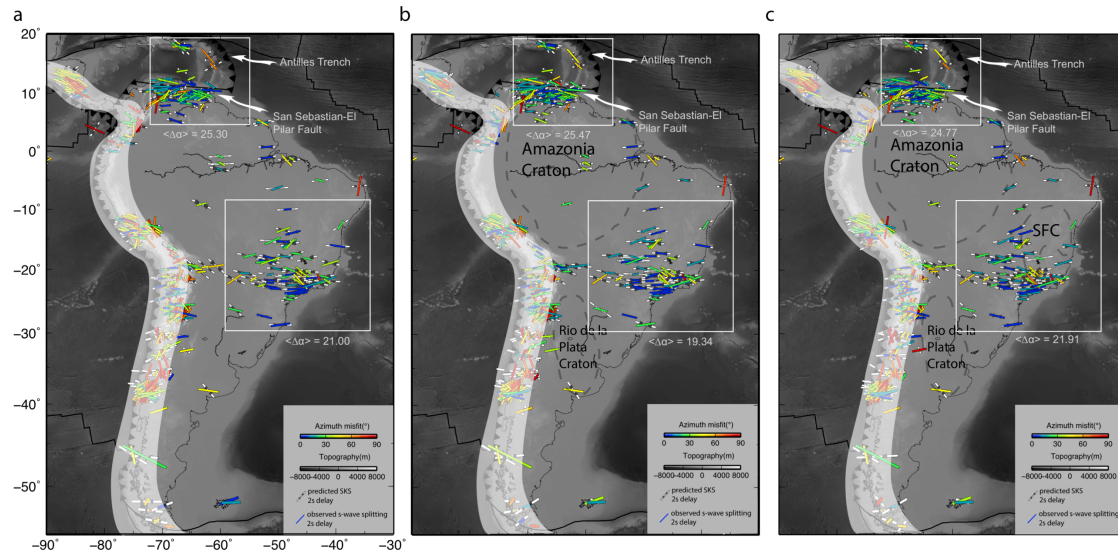 a
20°
10°
0°
−10°
−20°
−30°
−40°
−50°
−90°
−80°
−70°
−60°
−50°
−40°
−30°
Antilles Trench
San Sebastian-El
Pilar Fault
<Δα> = 25.30
<Δα> = 21.00
Azimuth misfit(°)
0 30 60 90
Topography(m)
−8000−4000 0 4000 8000
predicted SKS
2s delay
observed s-wave splitting
2s delay
b
Antilles Trench
San Sebastian-El
Pilar Fault
<Δα> = 25.47
Amazonia
Craton
Rio de la
Plata
Craton
<Δα> = 19.34
Azimuth misfit(°)
0 30 60 90
Topography(m)
−8000−4000 0 4000 8000
predicted SKS
2s delay
observed s-wave splitting
2s delay
c
Antilles Trench
San Sebastian-El
Pilar Fault
<Δα> = 24.77
Amazonia
Craton
SFC
Rio de la
Plata
Craton
<Δα> = 21.91
Azimuth misfit(°)
0 30 60 90
Topography(m)
−8000−4000 0 4000 8000
predicted SKS
2s delay
observed s-wave splitting
2s delay